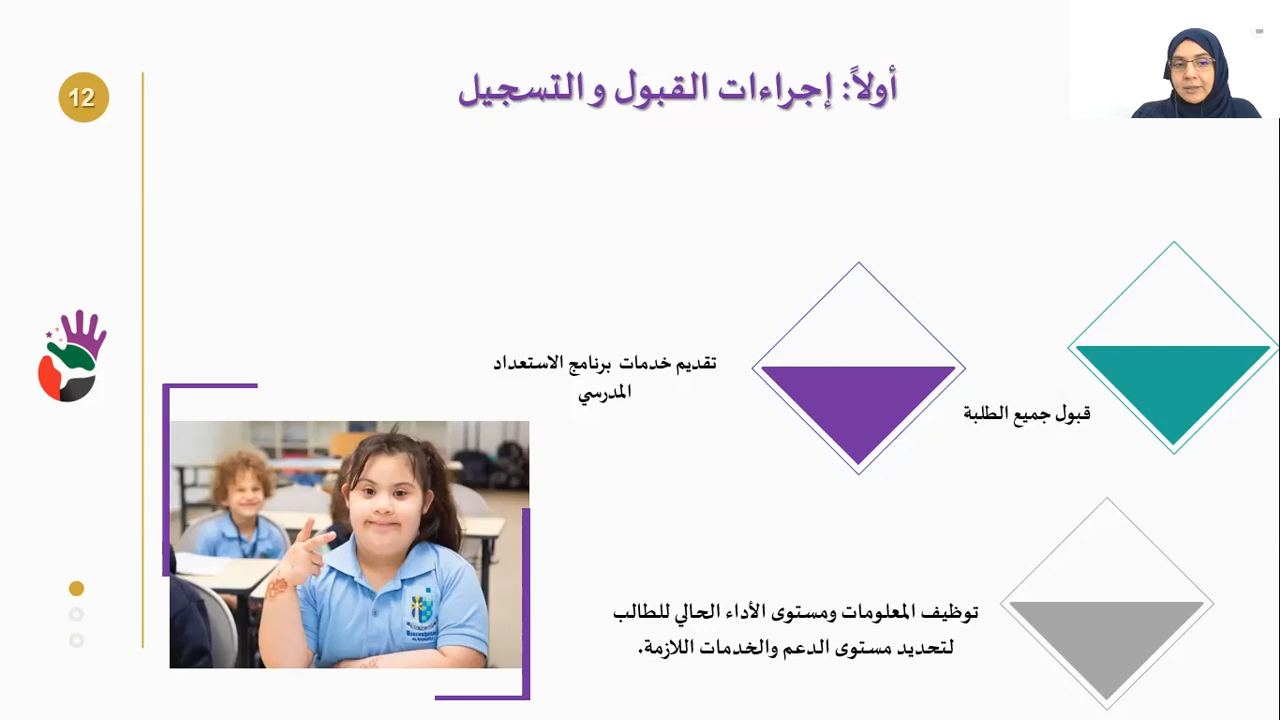 أولاً: إجراءات القبول والتسجيل
12
قبول جميع الطلبة
تقديم خدمات برنامج الاستعداد
المدرسي
توظيف المعلومات ومستوى الأداء الحالي للطالب
لتحديد مستوى الدعم والخدمات اللازمة.